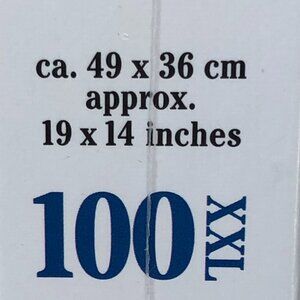 ca. 49 x 36 cm
approx.
19 x 14 inches
100 XXL